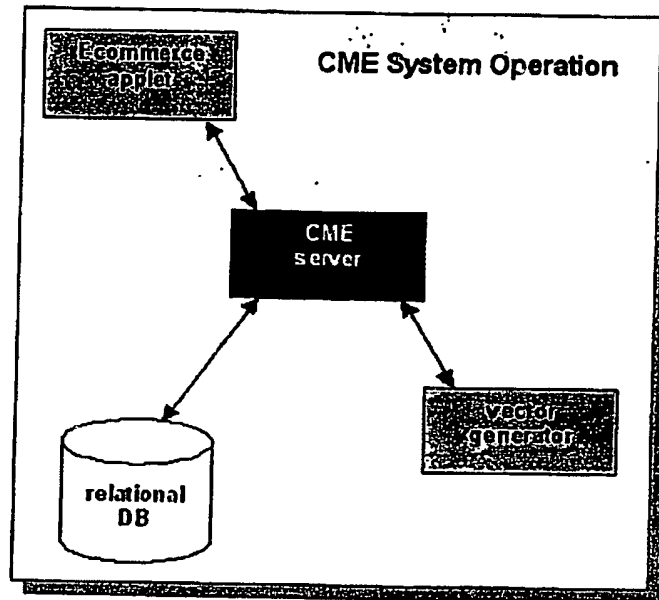 Ecommerce
applet
CME System Operation
CME
server
vector
generator
relational
DB